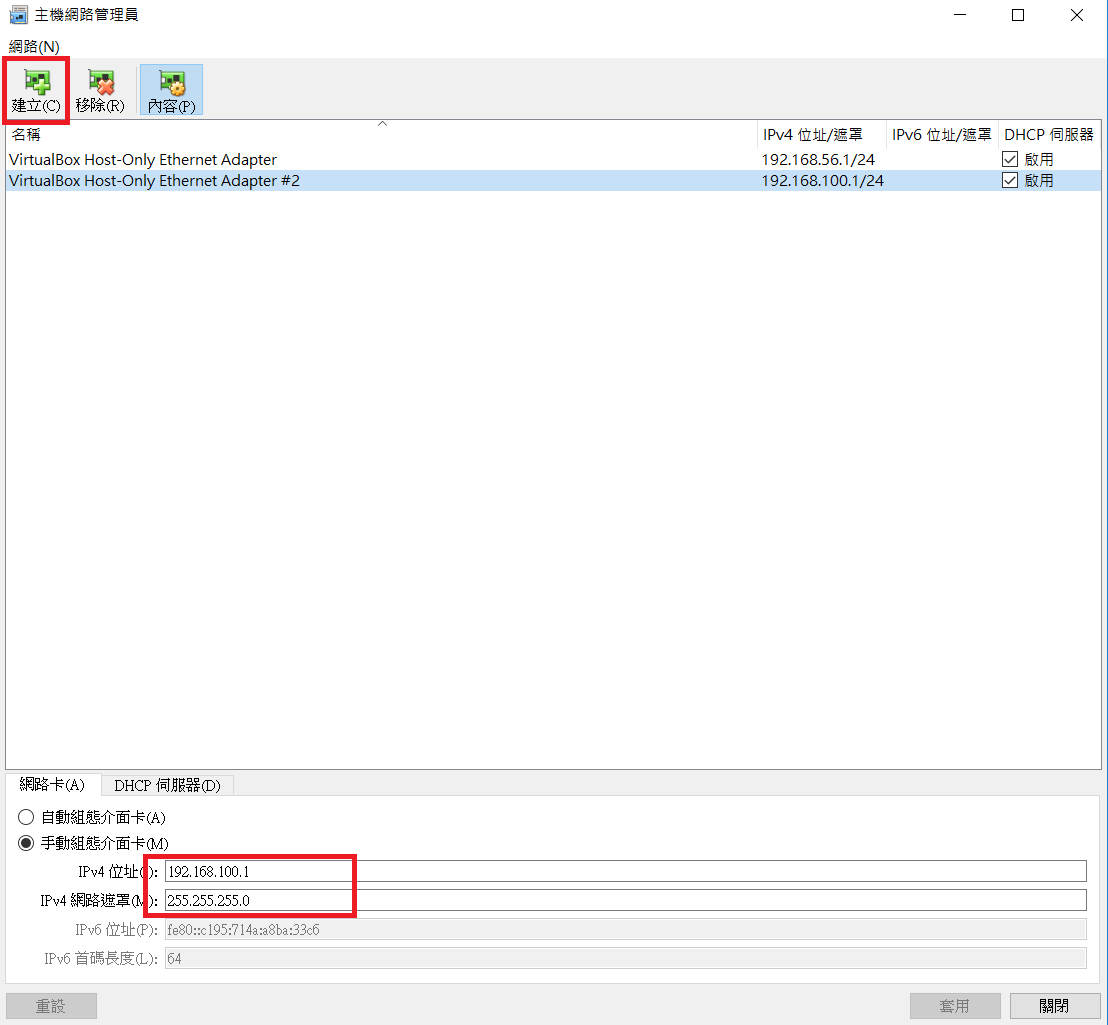 主機網路管理員
網路(N)
建立(C) 移除(R) 內容(P)
名稱 IPv4 位址/遮罩 IPv6 位址/遮罩 DHCP 伺服器
VirtualBox Host-Only Ethernet Adapter 192.168.56.1/24 啟用
VirtualBox Host-Only Ethernet Adapter #2 192.168.100.1/24 啟用
網路卡(A) DHCP 伺服器(D)
自動組態介面卡(A)
手動組態介面卡(M)
IPv4 位址(I): 192.168.100.1
IPv4 網路遮罩(M): 255.255.255.0
IPv6 位址(P): fe80::c195:714a:a8ba:33c6
IPv6 首碼長度(L): 64
重設 套用 關閉